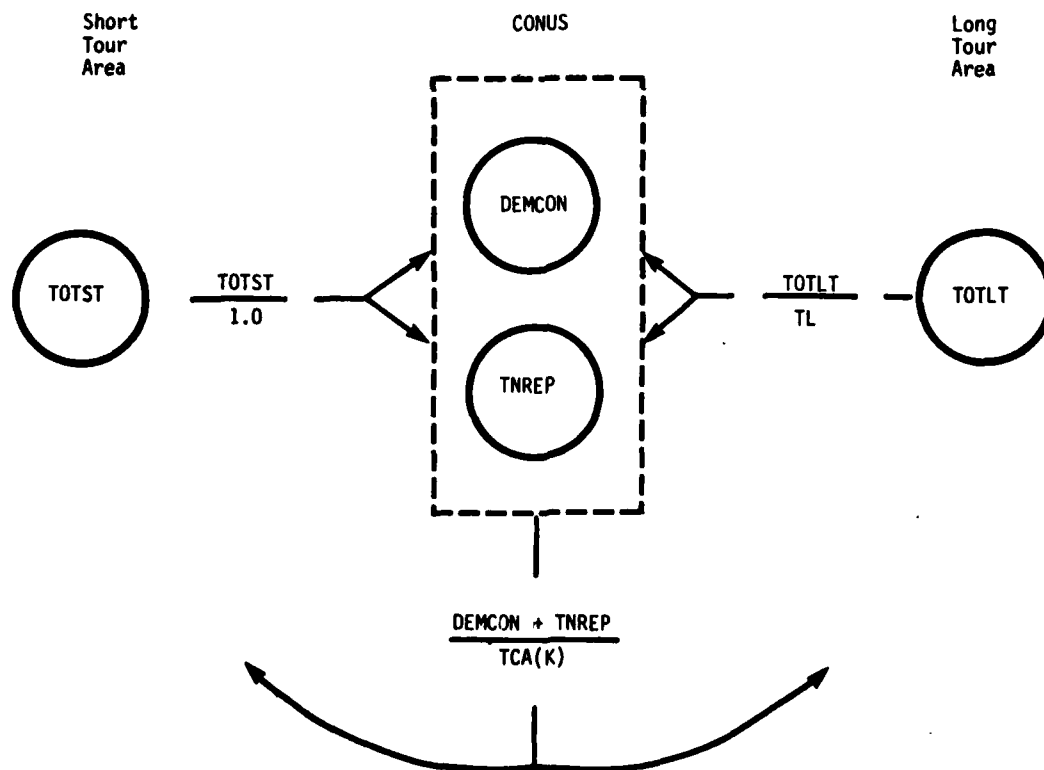 Short
Tour
Area
CONUS
Long
Tour
Area
DEMCON
TOTST
TOTST
1.0
TOTLT
TL
TOTLT
TNREP
DEMCON + TNREP
TCA(K)